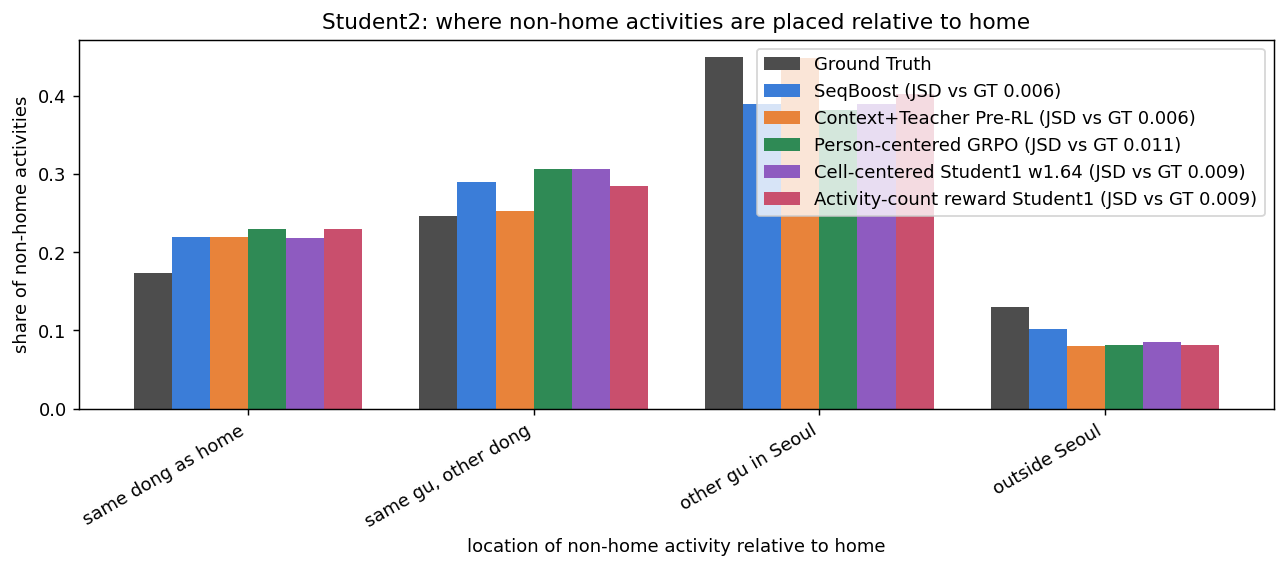 Student2: where non-home activities are placed relative to home
share of non-home activities
0.4
0.3
0.2
0.1
0.0
Ground Truth
SeqBoost (JSD vs GT 0.006)
Context+Teacher Pre-RL (JSD vs GT 0.006)
Person-centered GRPO (JSD vs GT 0.011)
Cell-centered Student1 w1.64 (JSD vs GT 0.009)
Activity-count reward Student1 (JSD vs GT 0.009)
same dong as home
same gu, other dong
other gu in Seoul
outside Seoul
location of non-home activity relative to home